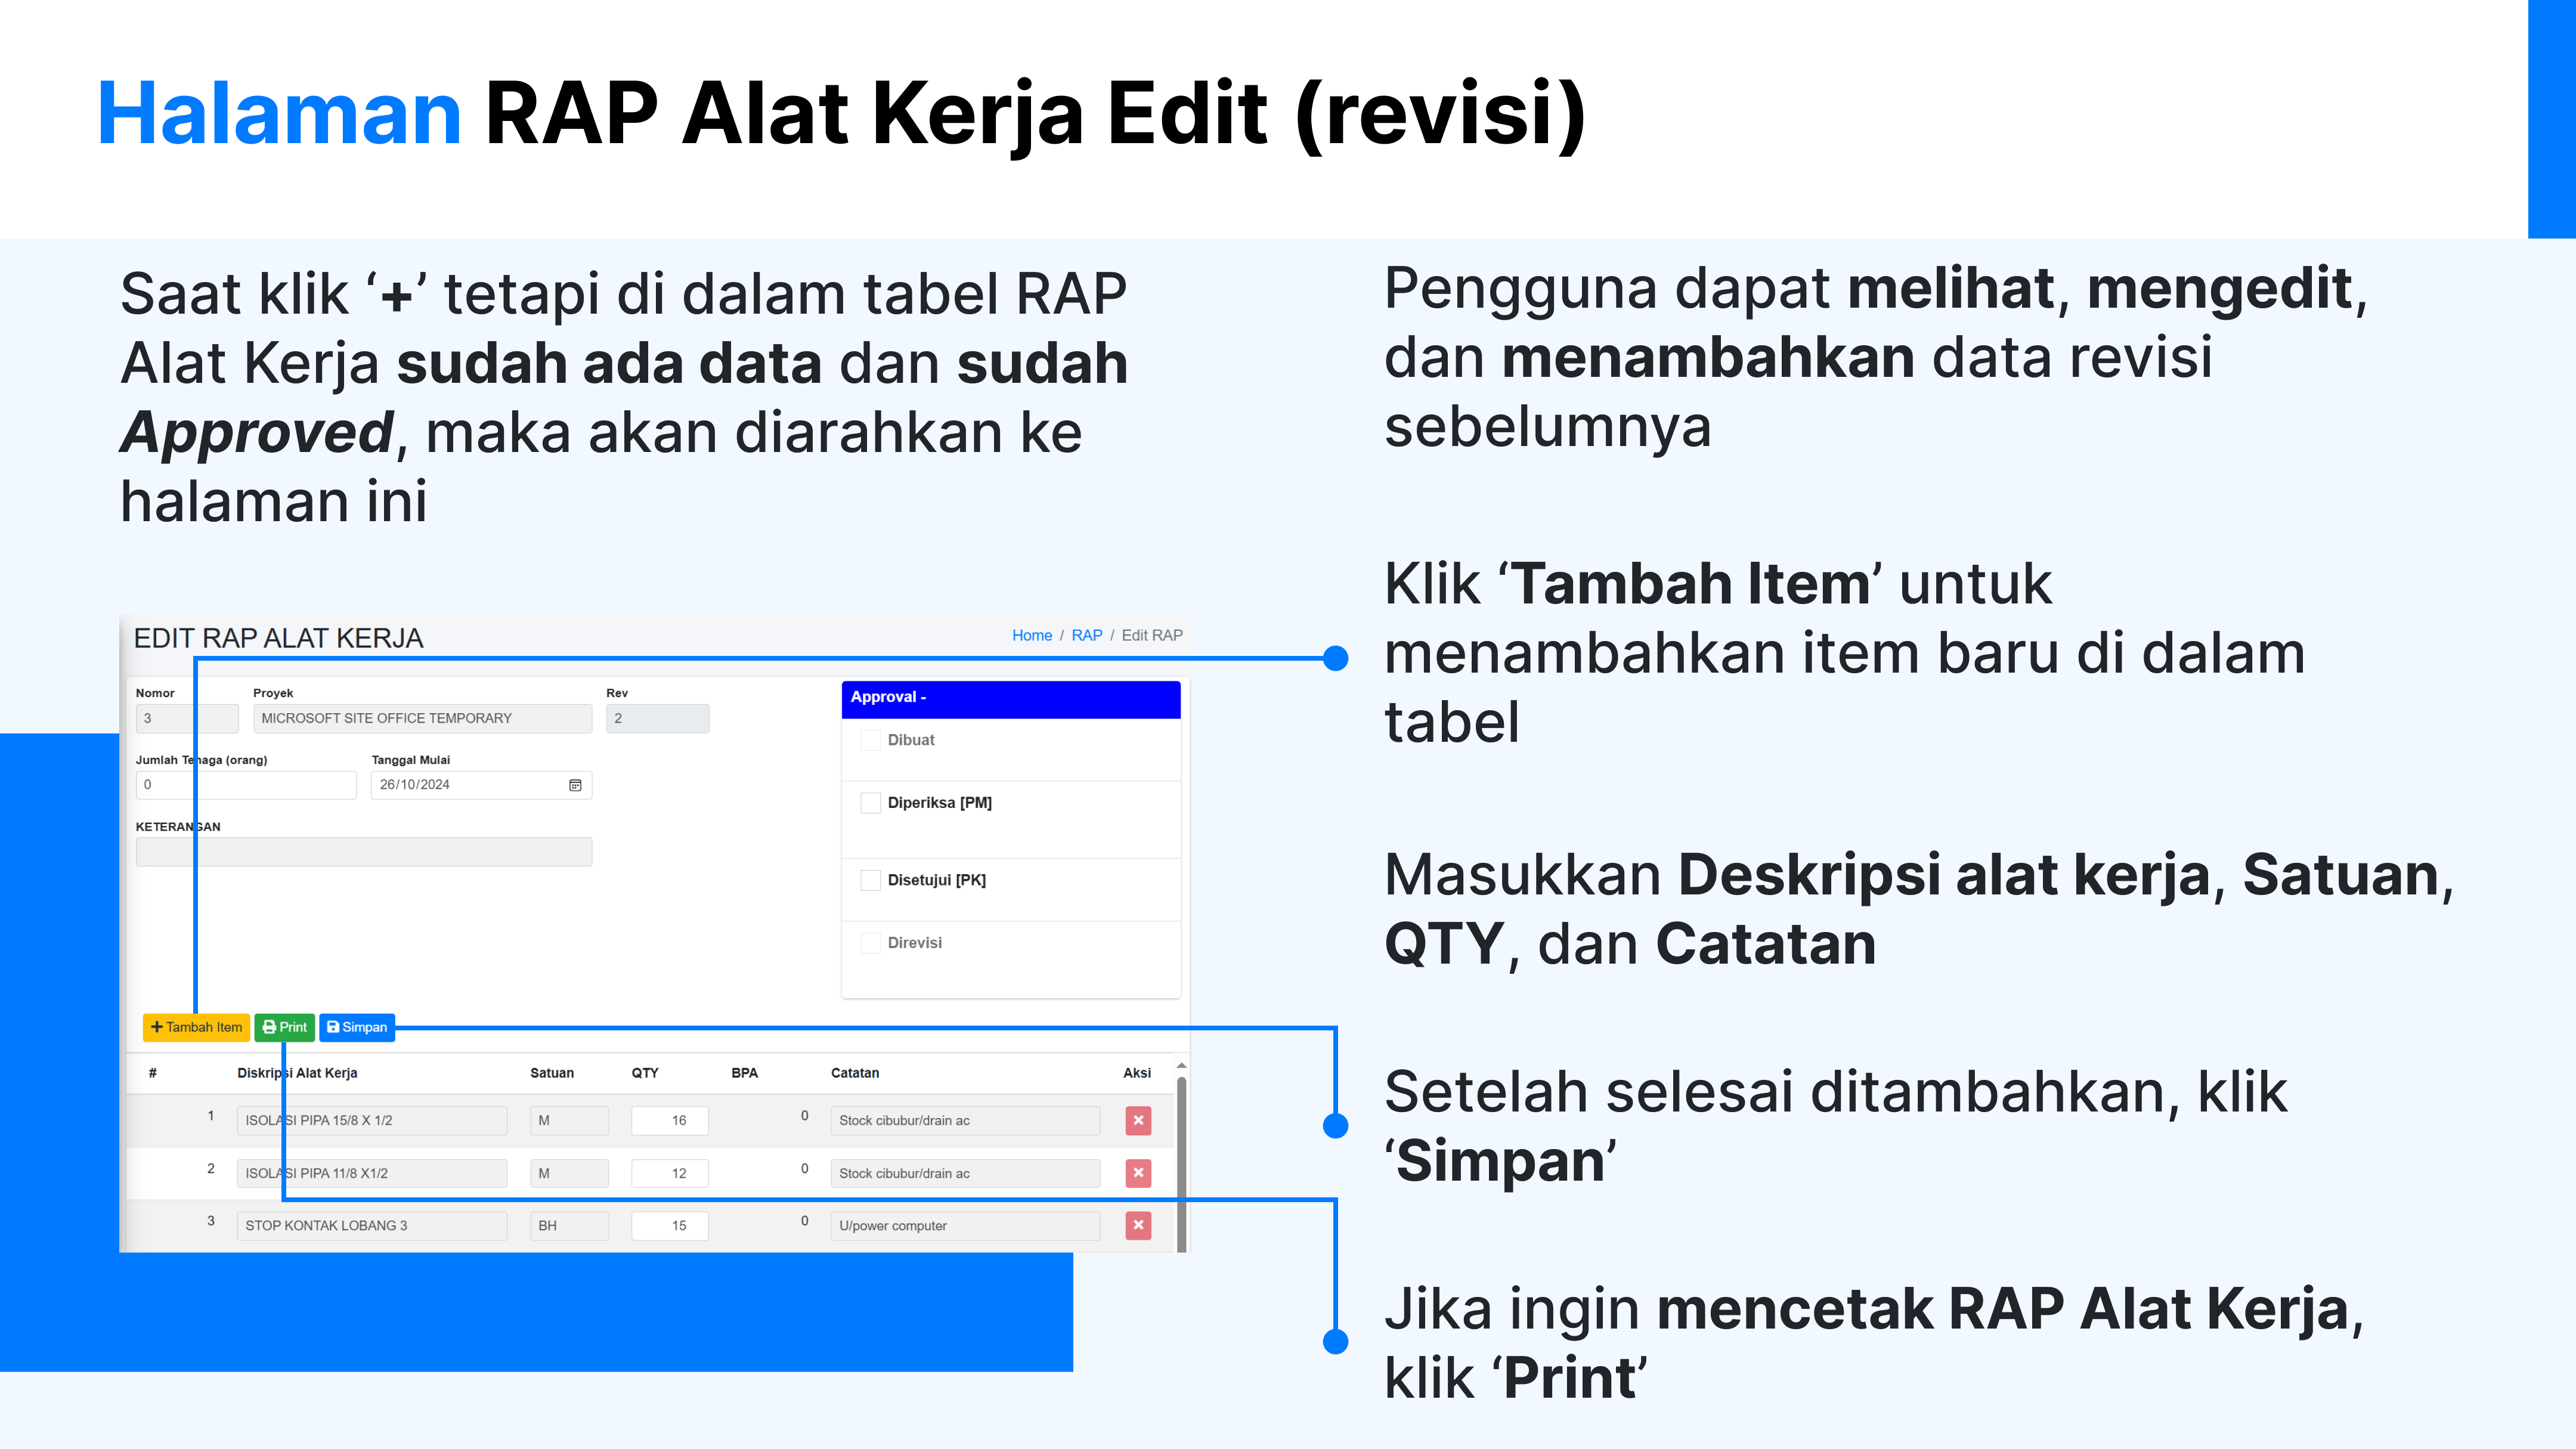 Halaman RAP Alat Kerja Edit (revisi)
Saat klik ‘+’ tetapi di dalam tabel RAP
Alat Kerja sudah ada data dan sudah
Approved, maka akan diarahkan ke
halaman ini
EDIT RAP ALAT KERJA
Home / RAP / Edit RAP
Nomor Proyek Rev
3 MICROSOFT SITE OFFICE TEMPORARY 2
Jumlah Tenaga (orang) Tanggal Mulai
0 26/10/2024
KETERANGAN
Approval -
Dibuat
Diperiksa [PM]
Disetujui [PK]
Direvisi
Tambah Item Print Simpan
# Diskripsi Alat Kerja Satuan QTY BPA Catatan Aksi
1 ISOLASI PIPA 15/8 X 1/2 M 16 0 Stock cibubur/drain ac
2 ISOLASI PIPA 11/8 X1/2 M 12 0 Stock cibubur/drain ac
3 STOP KONTAK LOBANG 3 BH 15 0 U/power computer
Pengguna dapat melihat, mengedit,
dan menambahkan data revisi
sebelumnya
Klik ‘Tambah Item’ untuk
menambahkan item baru di dalam
tabel
Masukkan Deskripsi alat kerja, Satuan,
QTY, dan Catatan
Setelah selesai ditambahkan, klik
‘Simpan’
Jika ingin mencetak RAP Alat Kerja,
klik ‘Print’